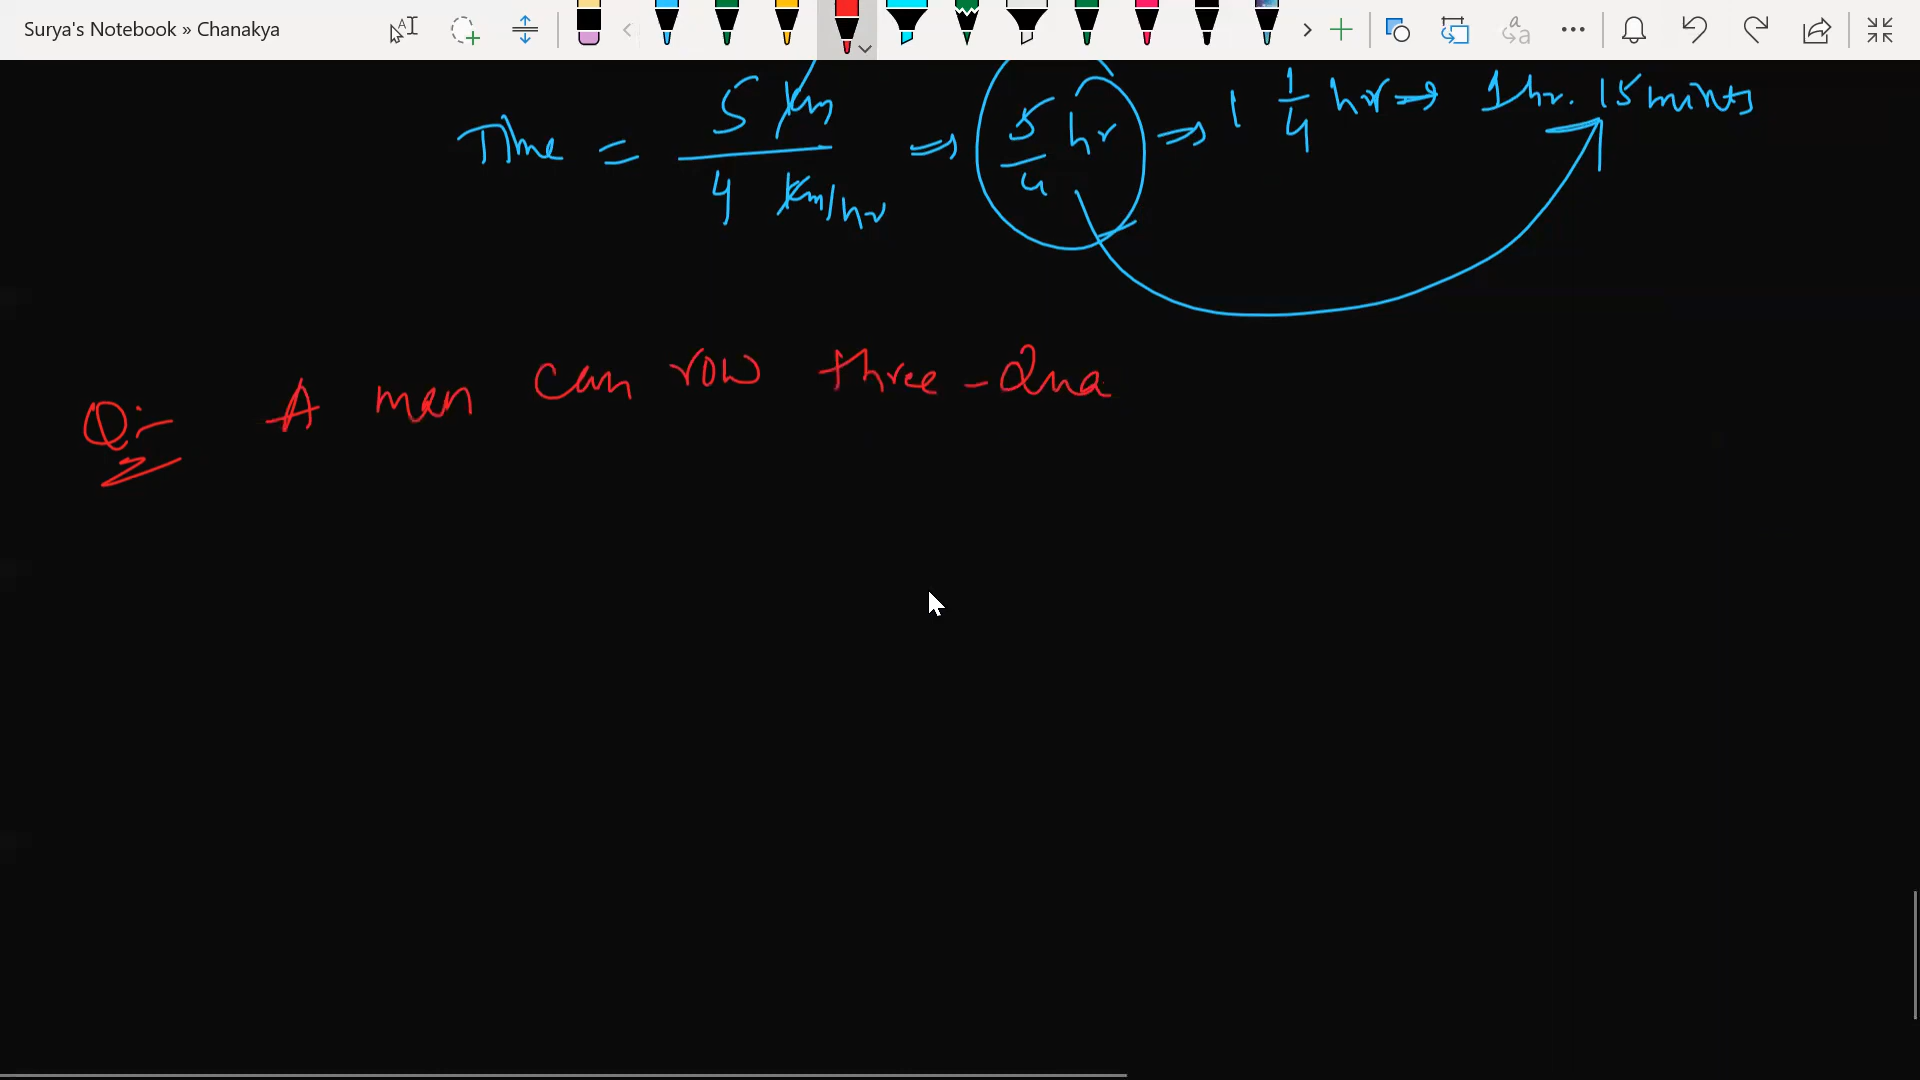 Surya's Notebook » Chanakya
Time = 5 km / 4 km/hr ⇒ 5/4 hr ⇒ 1 1/4 hr ⇒ 1 hr. 15 mints
Q:- A man can row three-Qua